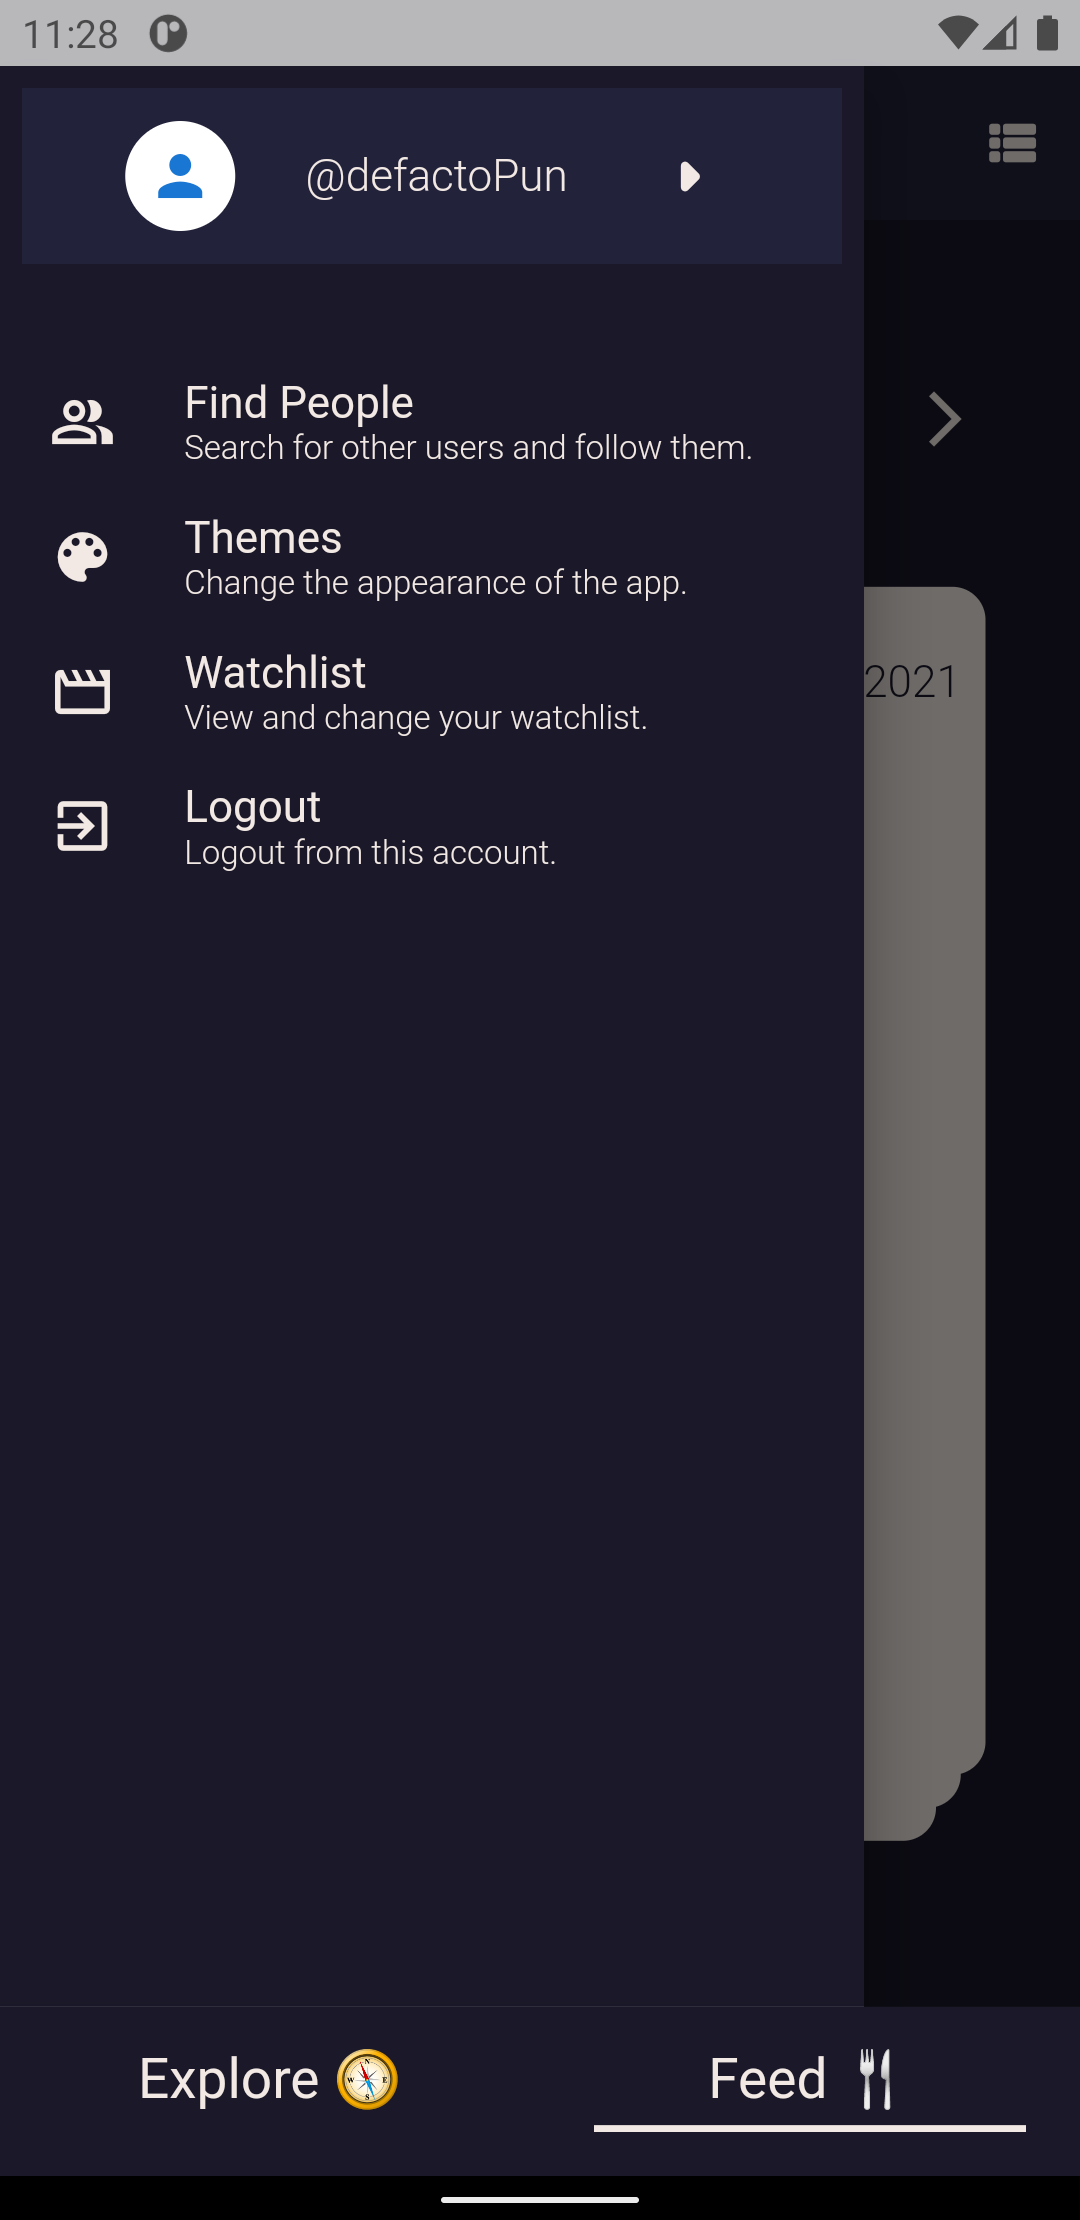 11:28
@defactoPun
Find People
Search for other users and follow them.
Themes
Change the appearance of the app.
2021
Watchlist
View and change your watchlist.
Logout
Logout from this account.
Explore
Feed